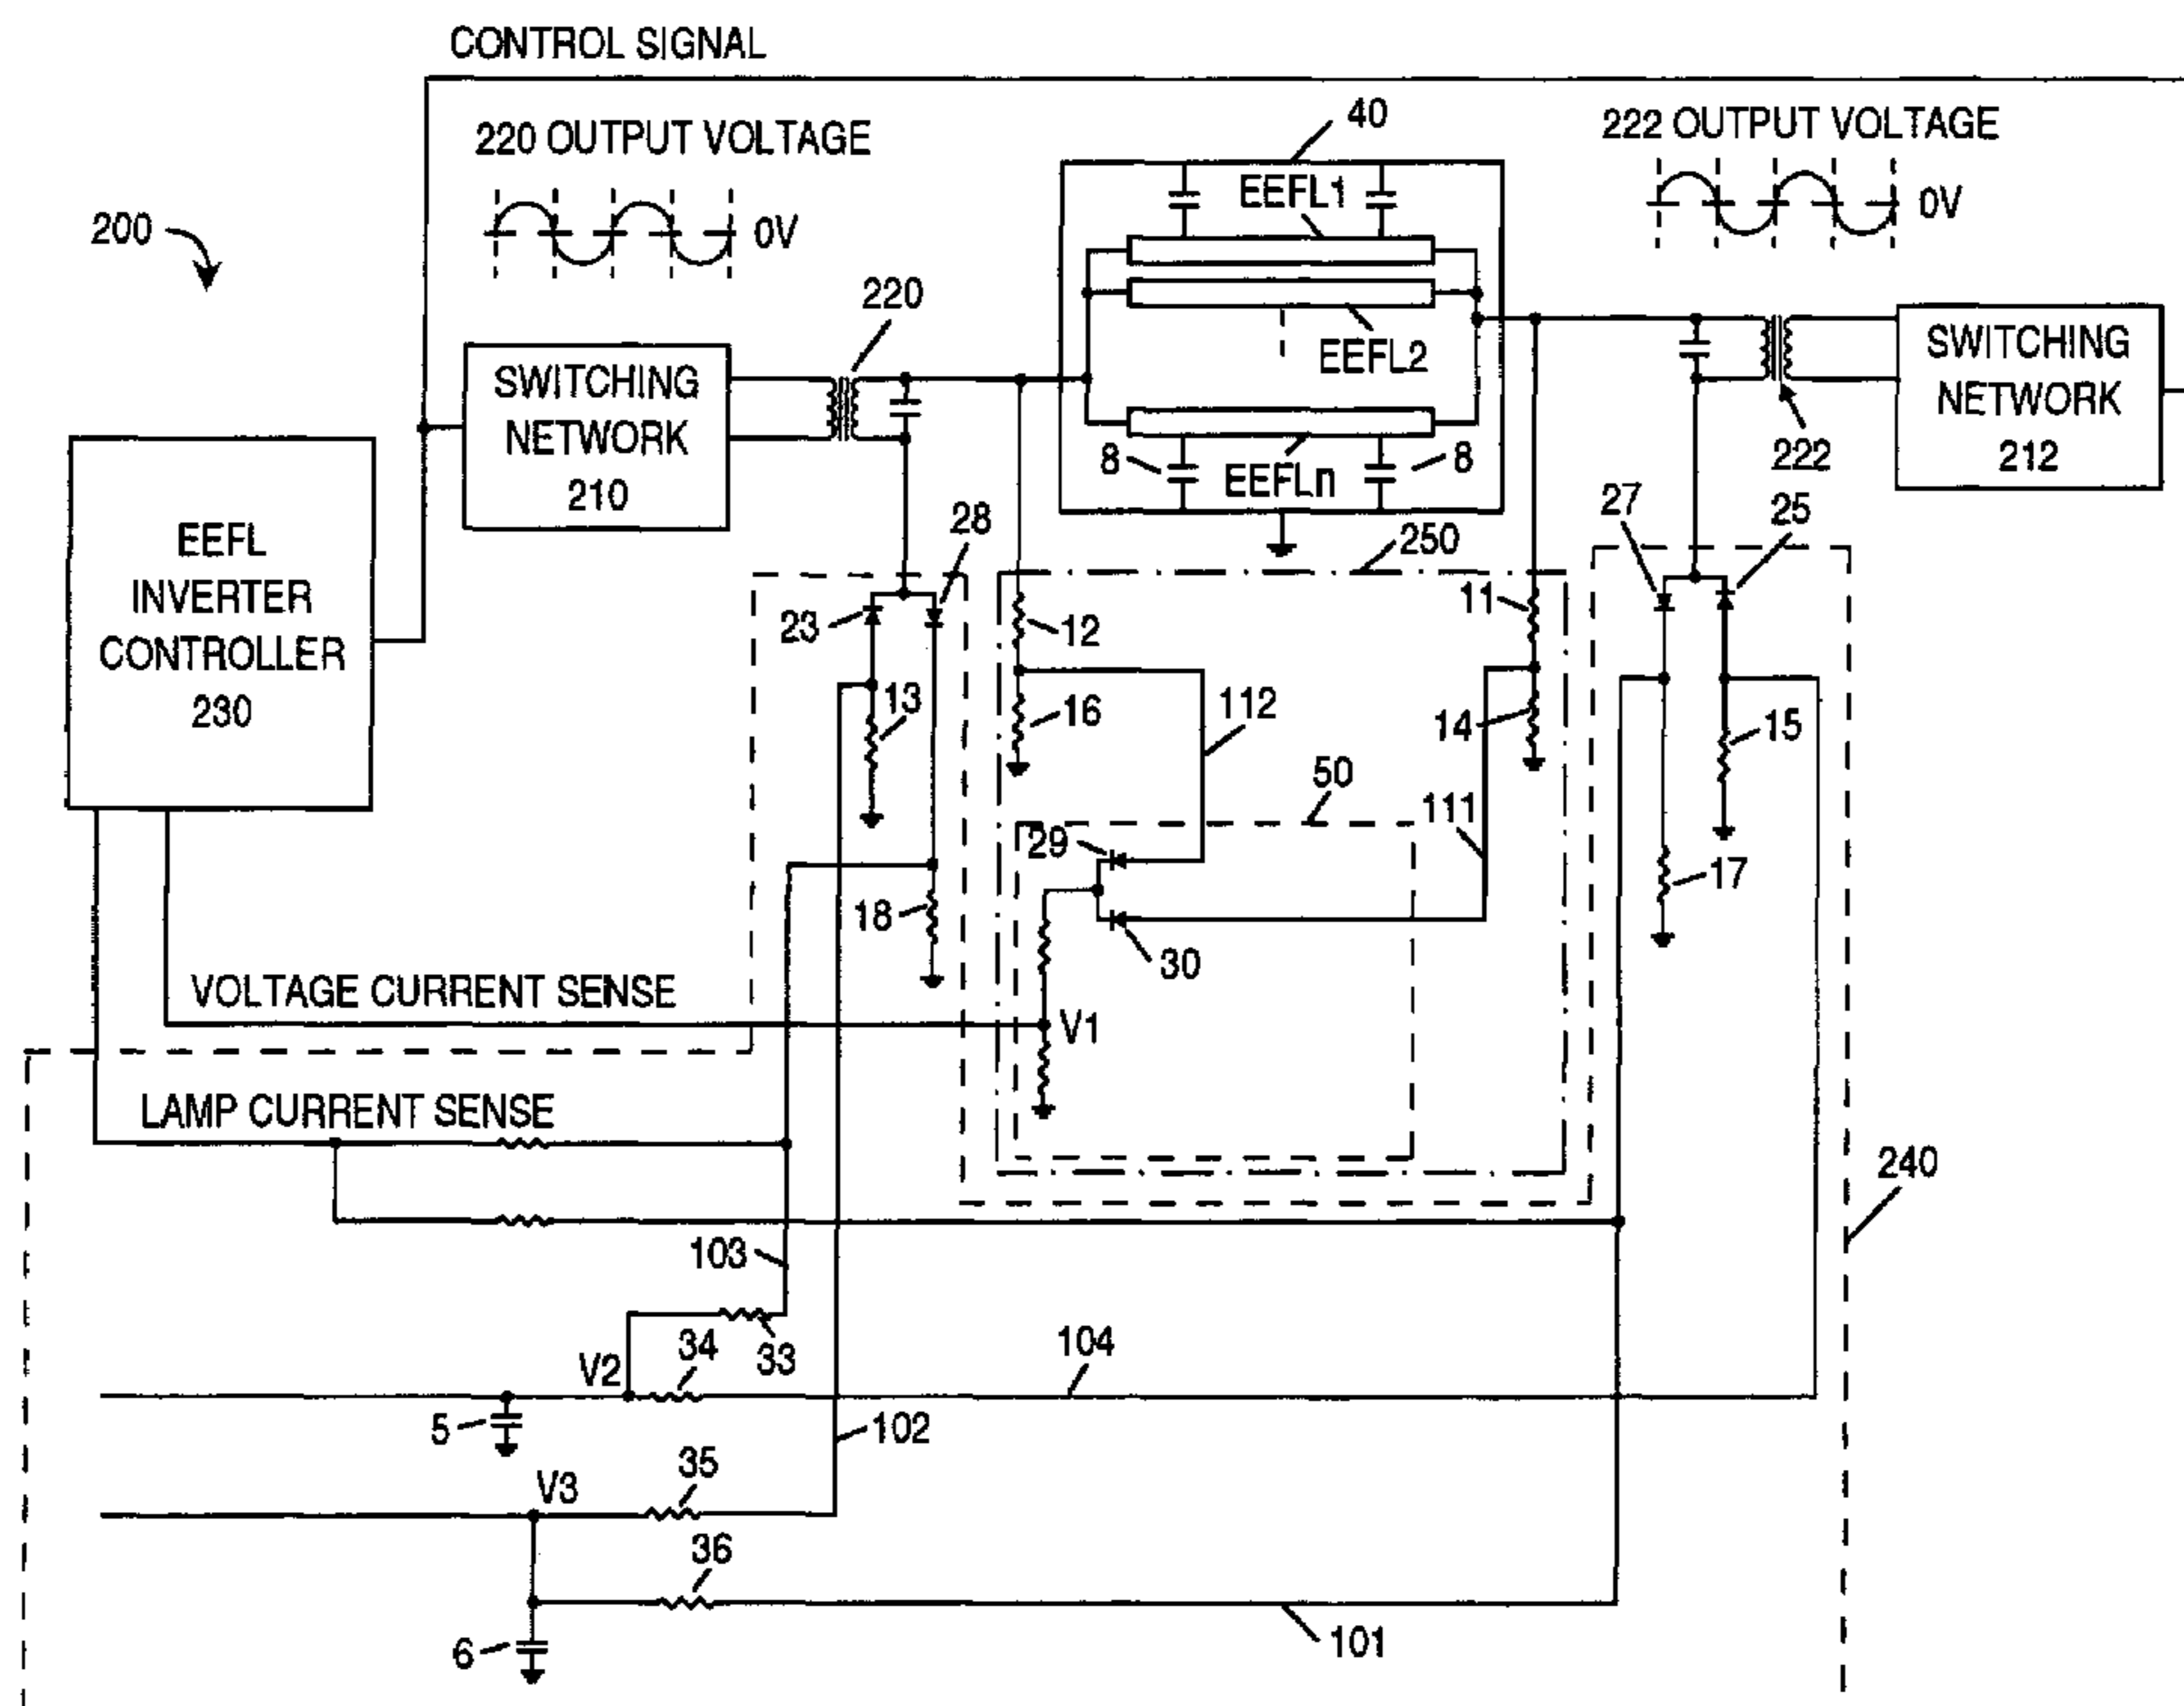 CONTROL SIGNAL
220 OUTPUT VOLTAGE
0V
40
222 OUTPUT VOLTAGE
0V
200
220
EEFL1
EEFL2
EEFLn
8
8
SWITCHING
NETWORK
210
SWITCHING
NETWORK
212
222
EEFL
INVERTER
CONTROLLER
230
28
250
27
25
23
12
11
13
16
112
14
15
50
111
29
17
18
30
VOLTAGE CURRENT SENSE
V1
LAMP CURRENT SENSE
240
103
33
34
V2
104
5
102
35
V3
36
6
101